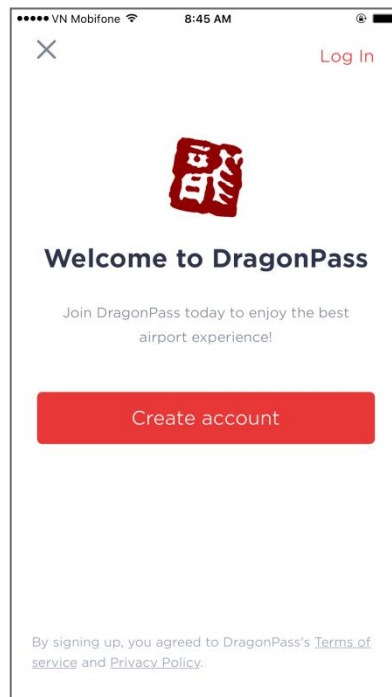 VN Mobifone
8:45 AM
Log In
龍
Welcome to DragonPass
Join DragonPass today to enjoy the best
airport experience!
Create account
By signing up, you agreed to DragonPass's Terms of
service and Privacy Policy.